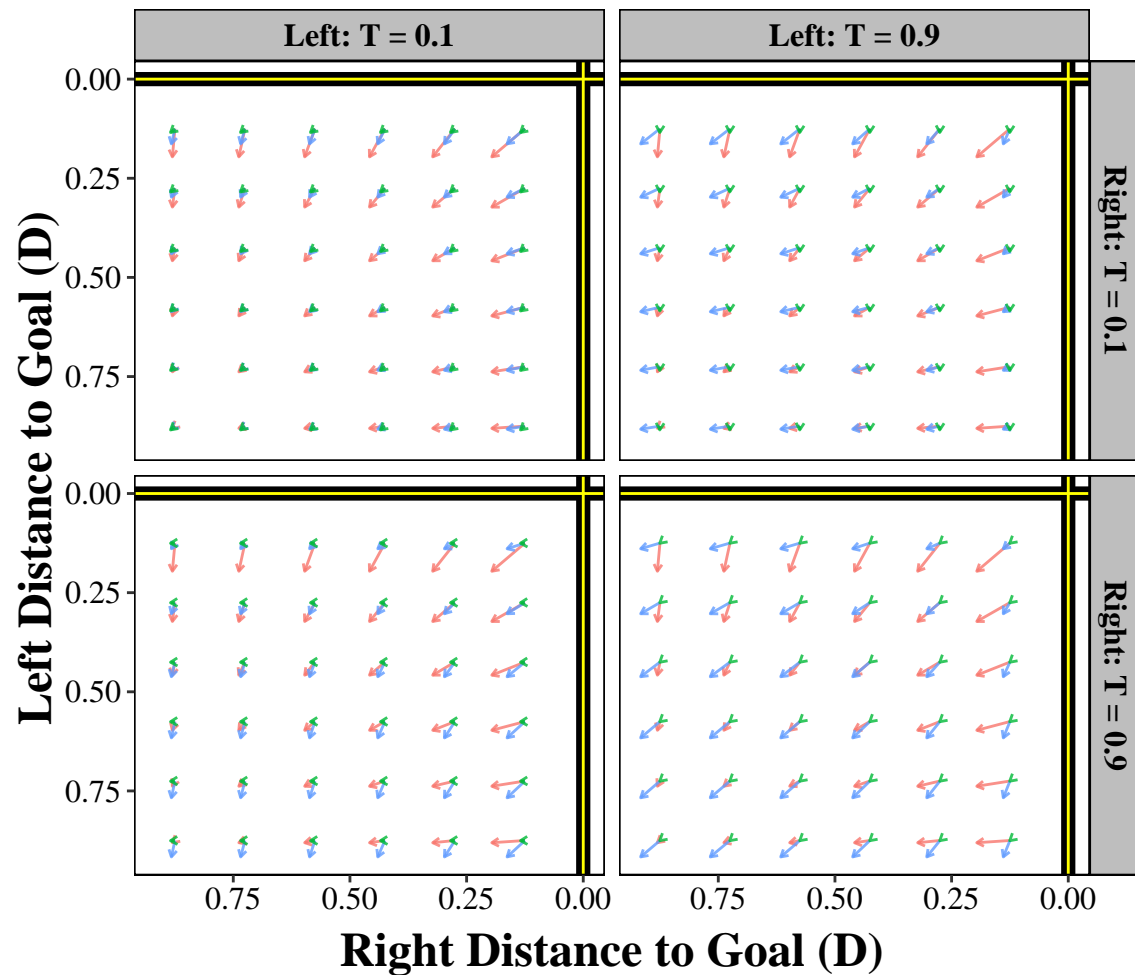 Left: T = 0.1
Left: T = 0.9
0.00
0.25
0.50
0.75
Right: T = 0.1
0.00
0.25
0.50
0.75
Right: T = 0.9
Left Distance to Goal (D)
0.75
0.50
0.25
0.00
0.75
0.50
0.25
0.00
Right Distance to Goal (D)